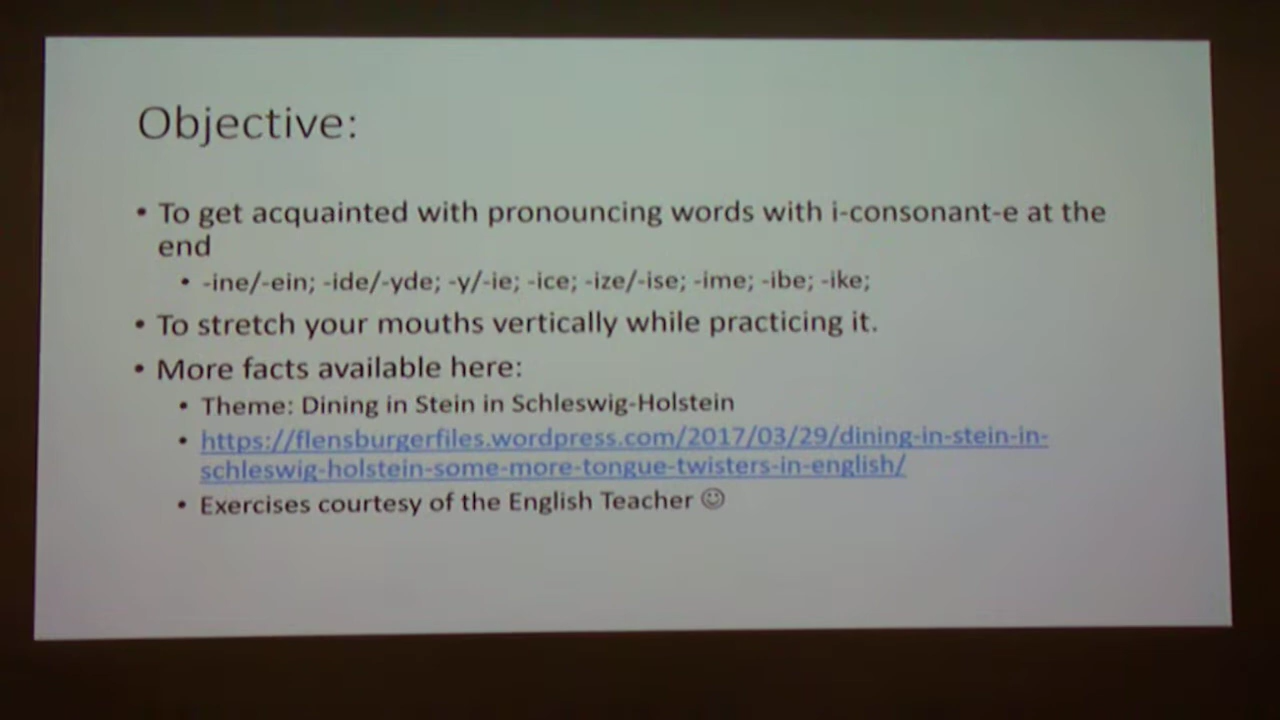 Objective:
• To get acquainted with pronouncing words with i-consonant-e at the
end
• -ine/-ein; -ide/-yde; -y/-ie; -ice; -ize/-ise; -ime; -ibe; -ike;
• To stretch your mouths vertically while practicing it.
• More facts available here:
• Theme: Dining in Stein in Schleswig-Holstein
• https://flensburgerfiles.wordpress.com/2017/03/29/dining-in-stein-in-
schleswig-holstein-some-more-tongue-twisters-in-english/
• Exercises courtesy of the English Teacher ☺